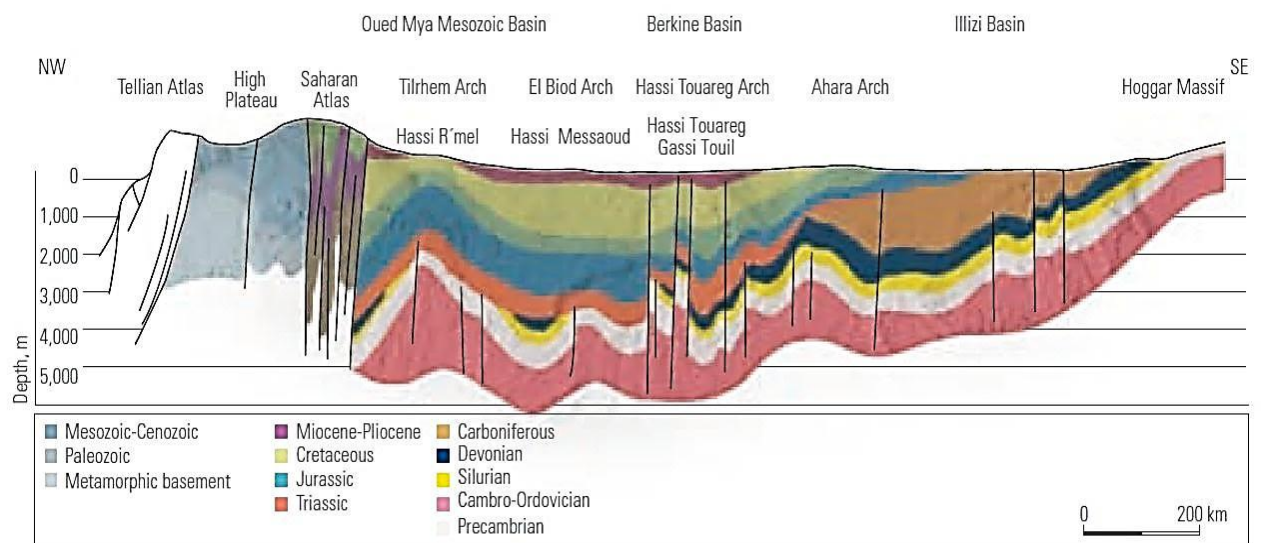 Oued Mya Mesozoic Basin
Berkine Basin
Illizi Basin
NW
SE
Tellian Atlas
High
Plateau
Saharan
Atlas
Tilrhem Arch
El Biod Arch
Hassi Touareg Arch
Ahara Arch
Hoggar Massif
Hassi R´mel
Hassi Messaoud
Hassi Touareg
Gassi Touil
0
1,000
2,000
3,000
4,000
5,000
Depth, m
Mesozoic-Cenozoic
Paleozoic
Metamorphic basement
Miocene-Pliocene
Cretaceous
Jurassic
Triassic
Carboniferous
Devonian
Silurian
Cambro-Ordovician
Precambrian
0
200 km